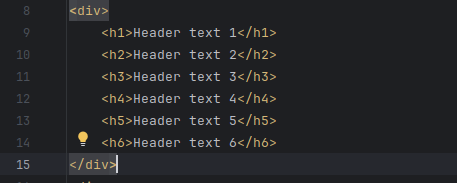 8 <div>
9 <h1>Header text 1</h1>
10 <h2>Header text 2</h2>
11 <h3>Header text 3</h3>
12 <h4>Header text 4</h4>
13 <h5>Header text 5</h5>
14 <h6>Header text 6</h6>
15 </div>